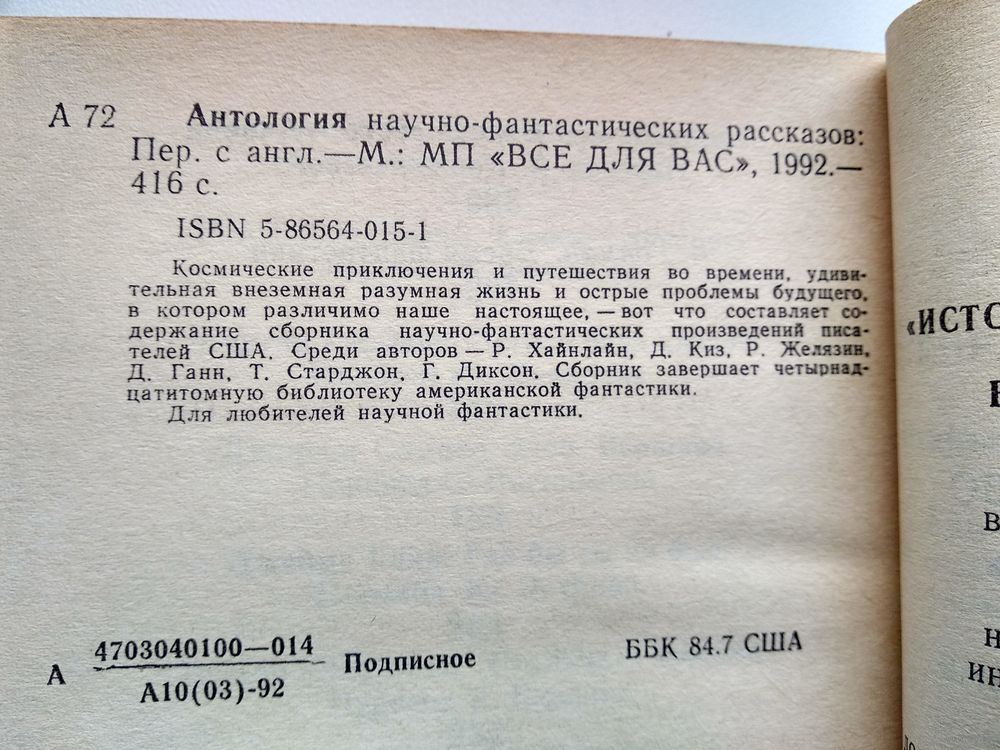 А 72 Антология научно-фантастических рассказов:
Пер. с англ.—М.: МП «ВСЕ ДЛЯ ВАС», 1992.—
416 с.
ISBN 5-86564-015-1
Космические приключения и путешествия во времени, удиви-
тельная внеземная разумная жизнь и острые проблемы будущего,
в котором различимо наше настоящее, — вот что составляет со-
держание сборника научно-фантастических произведений писа-
телей США. Среди авторов — Р. Хайнлайн, Д. Киз, Р. Желязин,
Д. Ганн, Т. Старджон, Г. Диксон. Сборник завершает четырнад-
цатитомную библиотеку американской фантастики.
Для любителей научной фантастики.
А 4703040100—014 Подписное ББК 84.7 США
А10(03)-92